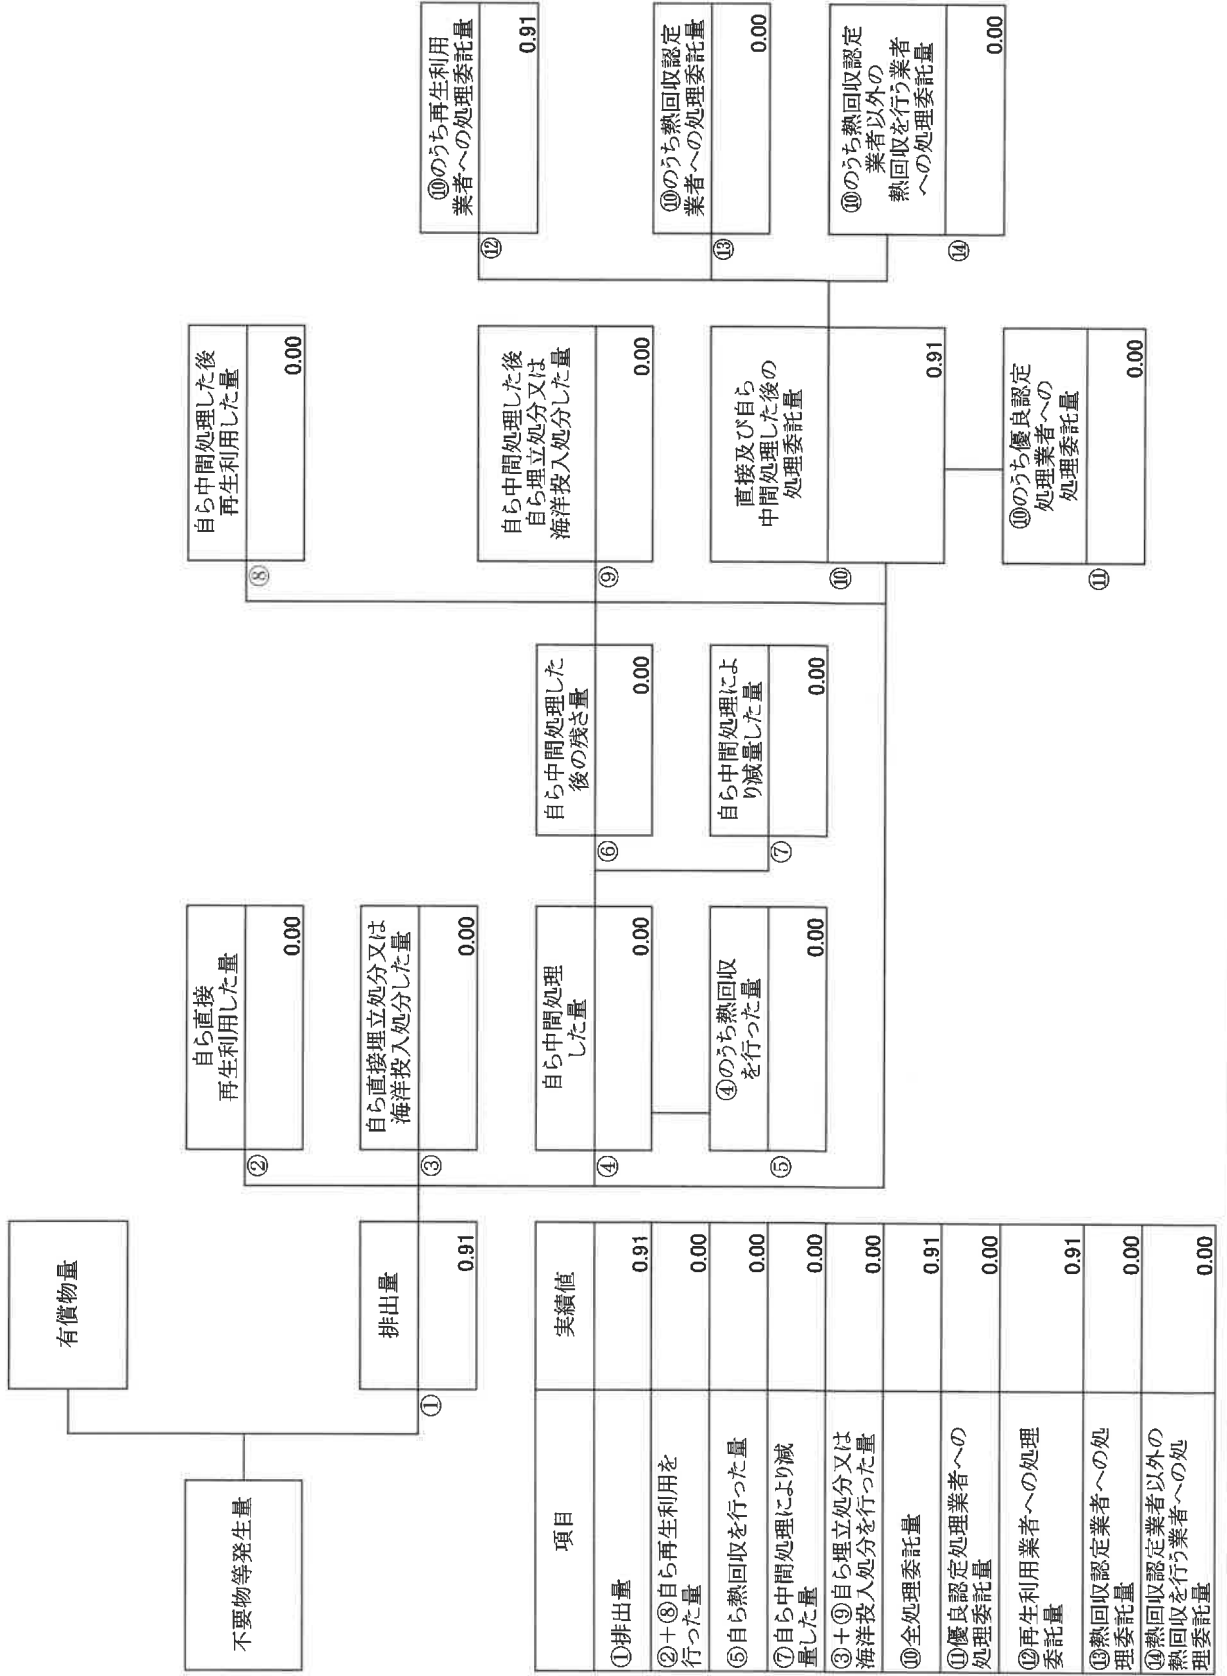 有償物量
不要物等発生量
排出量
0.91
①
自ら直接
再生利用した量
0.00
②
自ら直接埋立処分又は
海洋投入処分した量
0.00
③
自ら中間処理
した量
0.00
④
④のうち熱回収
を行った量
0.00
⑤
自ら中間処理した
後の残さ量
0.00
⑥
自ら中間処理によ
り減量した量
0.00
⑦
自ら中間処理した後
再生利用した量
0.00
⑧
自ら中間処理した後
自ら埋立処分又は
海洋投入処分した量
0.00
⑨
直接及び自ら
中間処理した後の
処理委託量
0.91
⑩
⑩のうち優良認定
処理業者への
処理委託量
0.00
⑪
⑩のうち再生利用
業者への処理委託量
0.91
⑫
⑩のうち熱回収認定
業者への処理委託量
0.00
⑬
⑩のうち熱回収認定
業者以外の
熱回収を行う業者
への処理委託量
0.00
⑭
項目 実績値
①排出量 0.91
②+⑧自ら再生利用を
行った量 0.00
⑤自ら熱回収を行った量 0.00
⑦自ら中間処理により減
量した量 0.00
③+⑨自ら埋立処分又は
海洋投入処分を行った量 0.00
⑩全処理委託量 0.91
⑪優良認定処理業者への
処理委託量 0.00
⑫再生利用業者への処理
委託量 0.91
⑬熱回収認定業者への処
理委託量 0.00
⑭熱回収認定業者以外の
熱回収を行う業者への処
理委託量 0.00